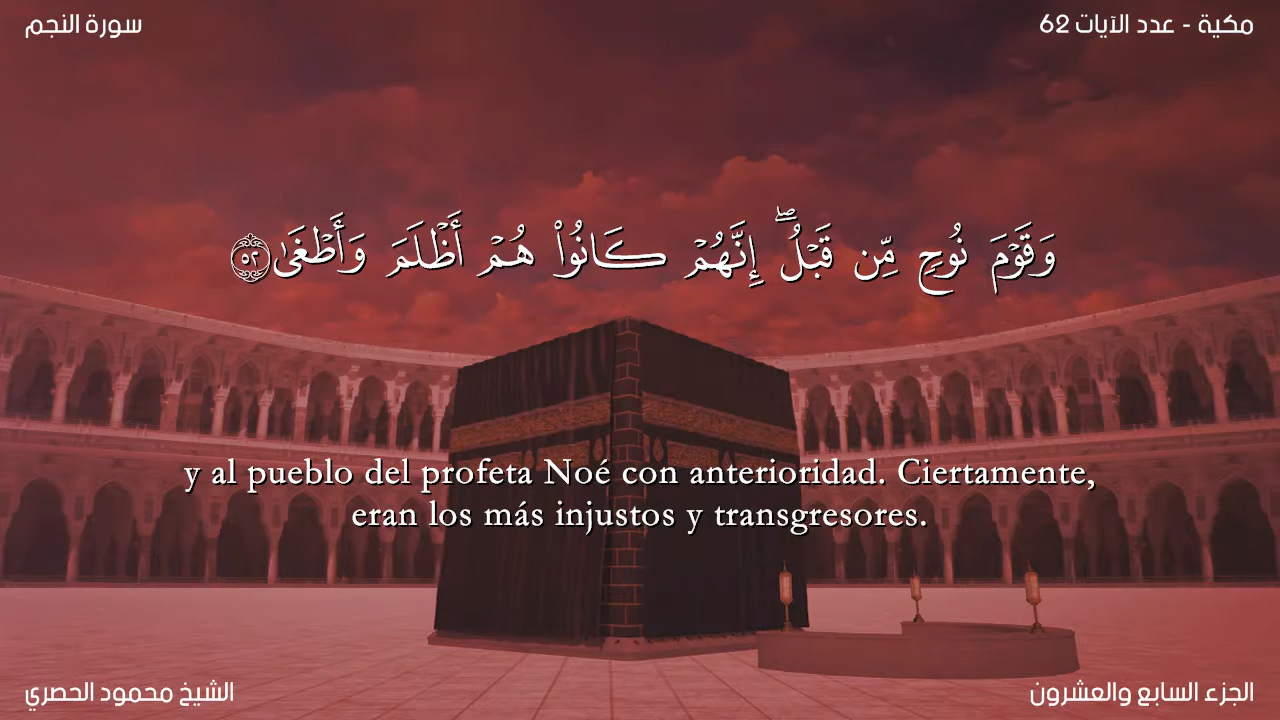 سورة النجم
مكية - عدد الآيات 62
وَقَوْمَ نُوحٍ مِّن قَبْلُ ۖ إِنَّهُمْ كَانُوا۟ هُمْ أَظْلَمَ وَأَطْغَىٰ ٥٢
y al pueblo del profeta Noé con anterioridad. Ciertamente,
eran los más injustos y transgresores.
الشيخ محمود الحصري
الجزء السابع والعشرون